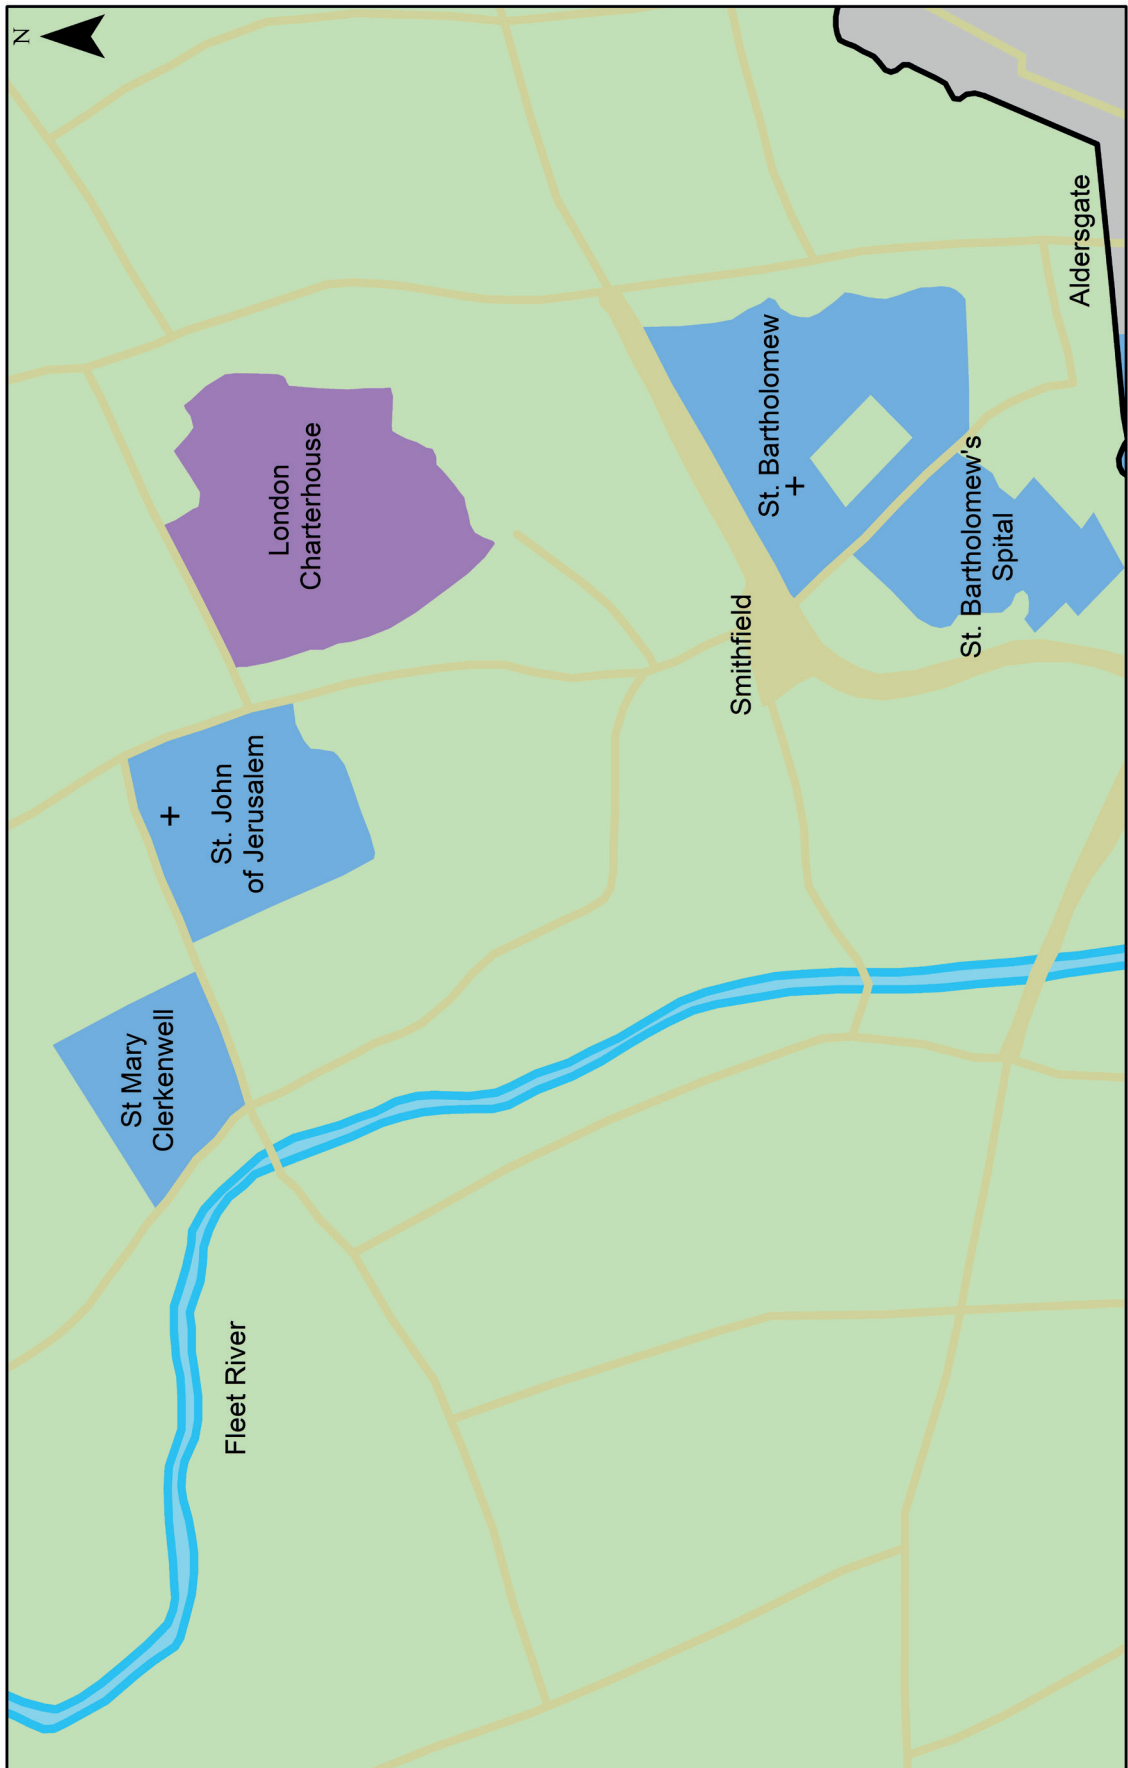 N
London
Charterhouse
St. John
of Jerusalem
St Mary
Clerkenwell
Fleet River
Smithfield
St. Bartholomew
St. Bartholomew's
Spital
Aldersgate